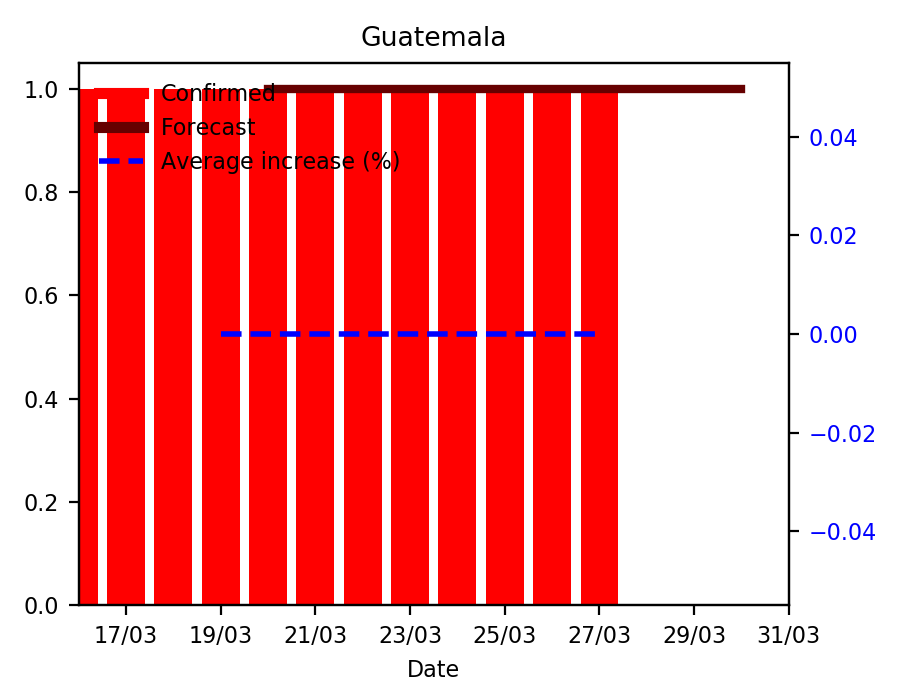 Guatemala
Confirmed
Forecast
Average increase (%)
1.0
0.8
0.6
0.4
0.2
0.0
0.04
0.02
0.00
−0.02
−0.04
17/03 19/03 21/03 23/03 25/03 27/03 29/03 31/03
Date